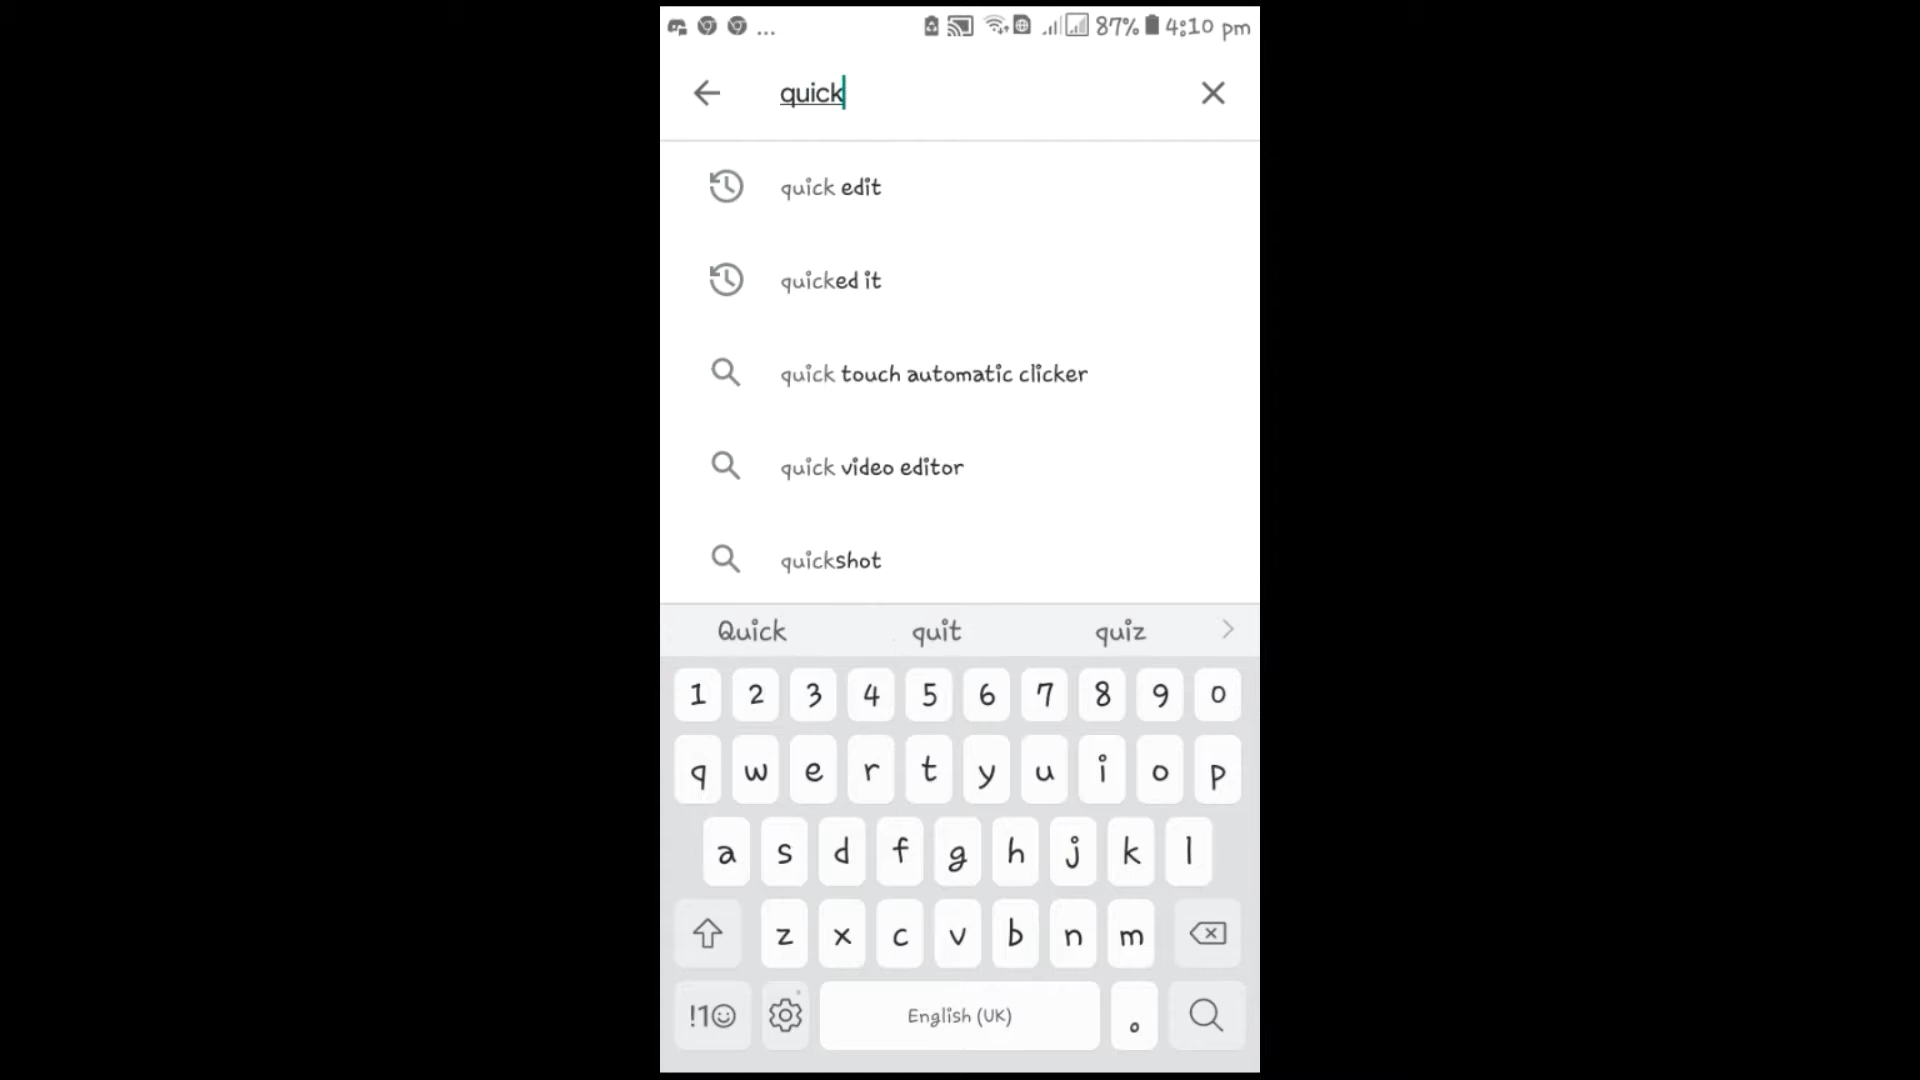 ... 87% 4:10 pm
quick
quick edit
quicked it
quick touch automatic clicker
quick video editor
quickshot
Quick quit quiz
1 2 3 4 5 6 7 8 9 0
q w e r t y u i o p
a s d f g h j k l
z x c v b n m
!1☺ English (UK) .